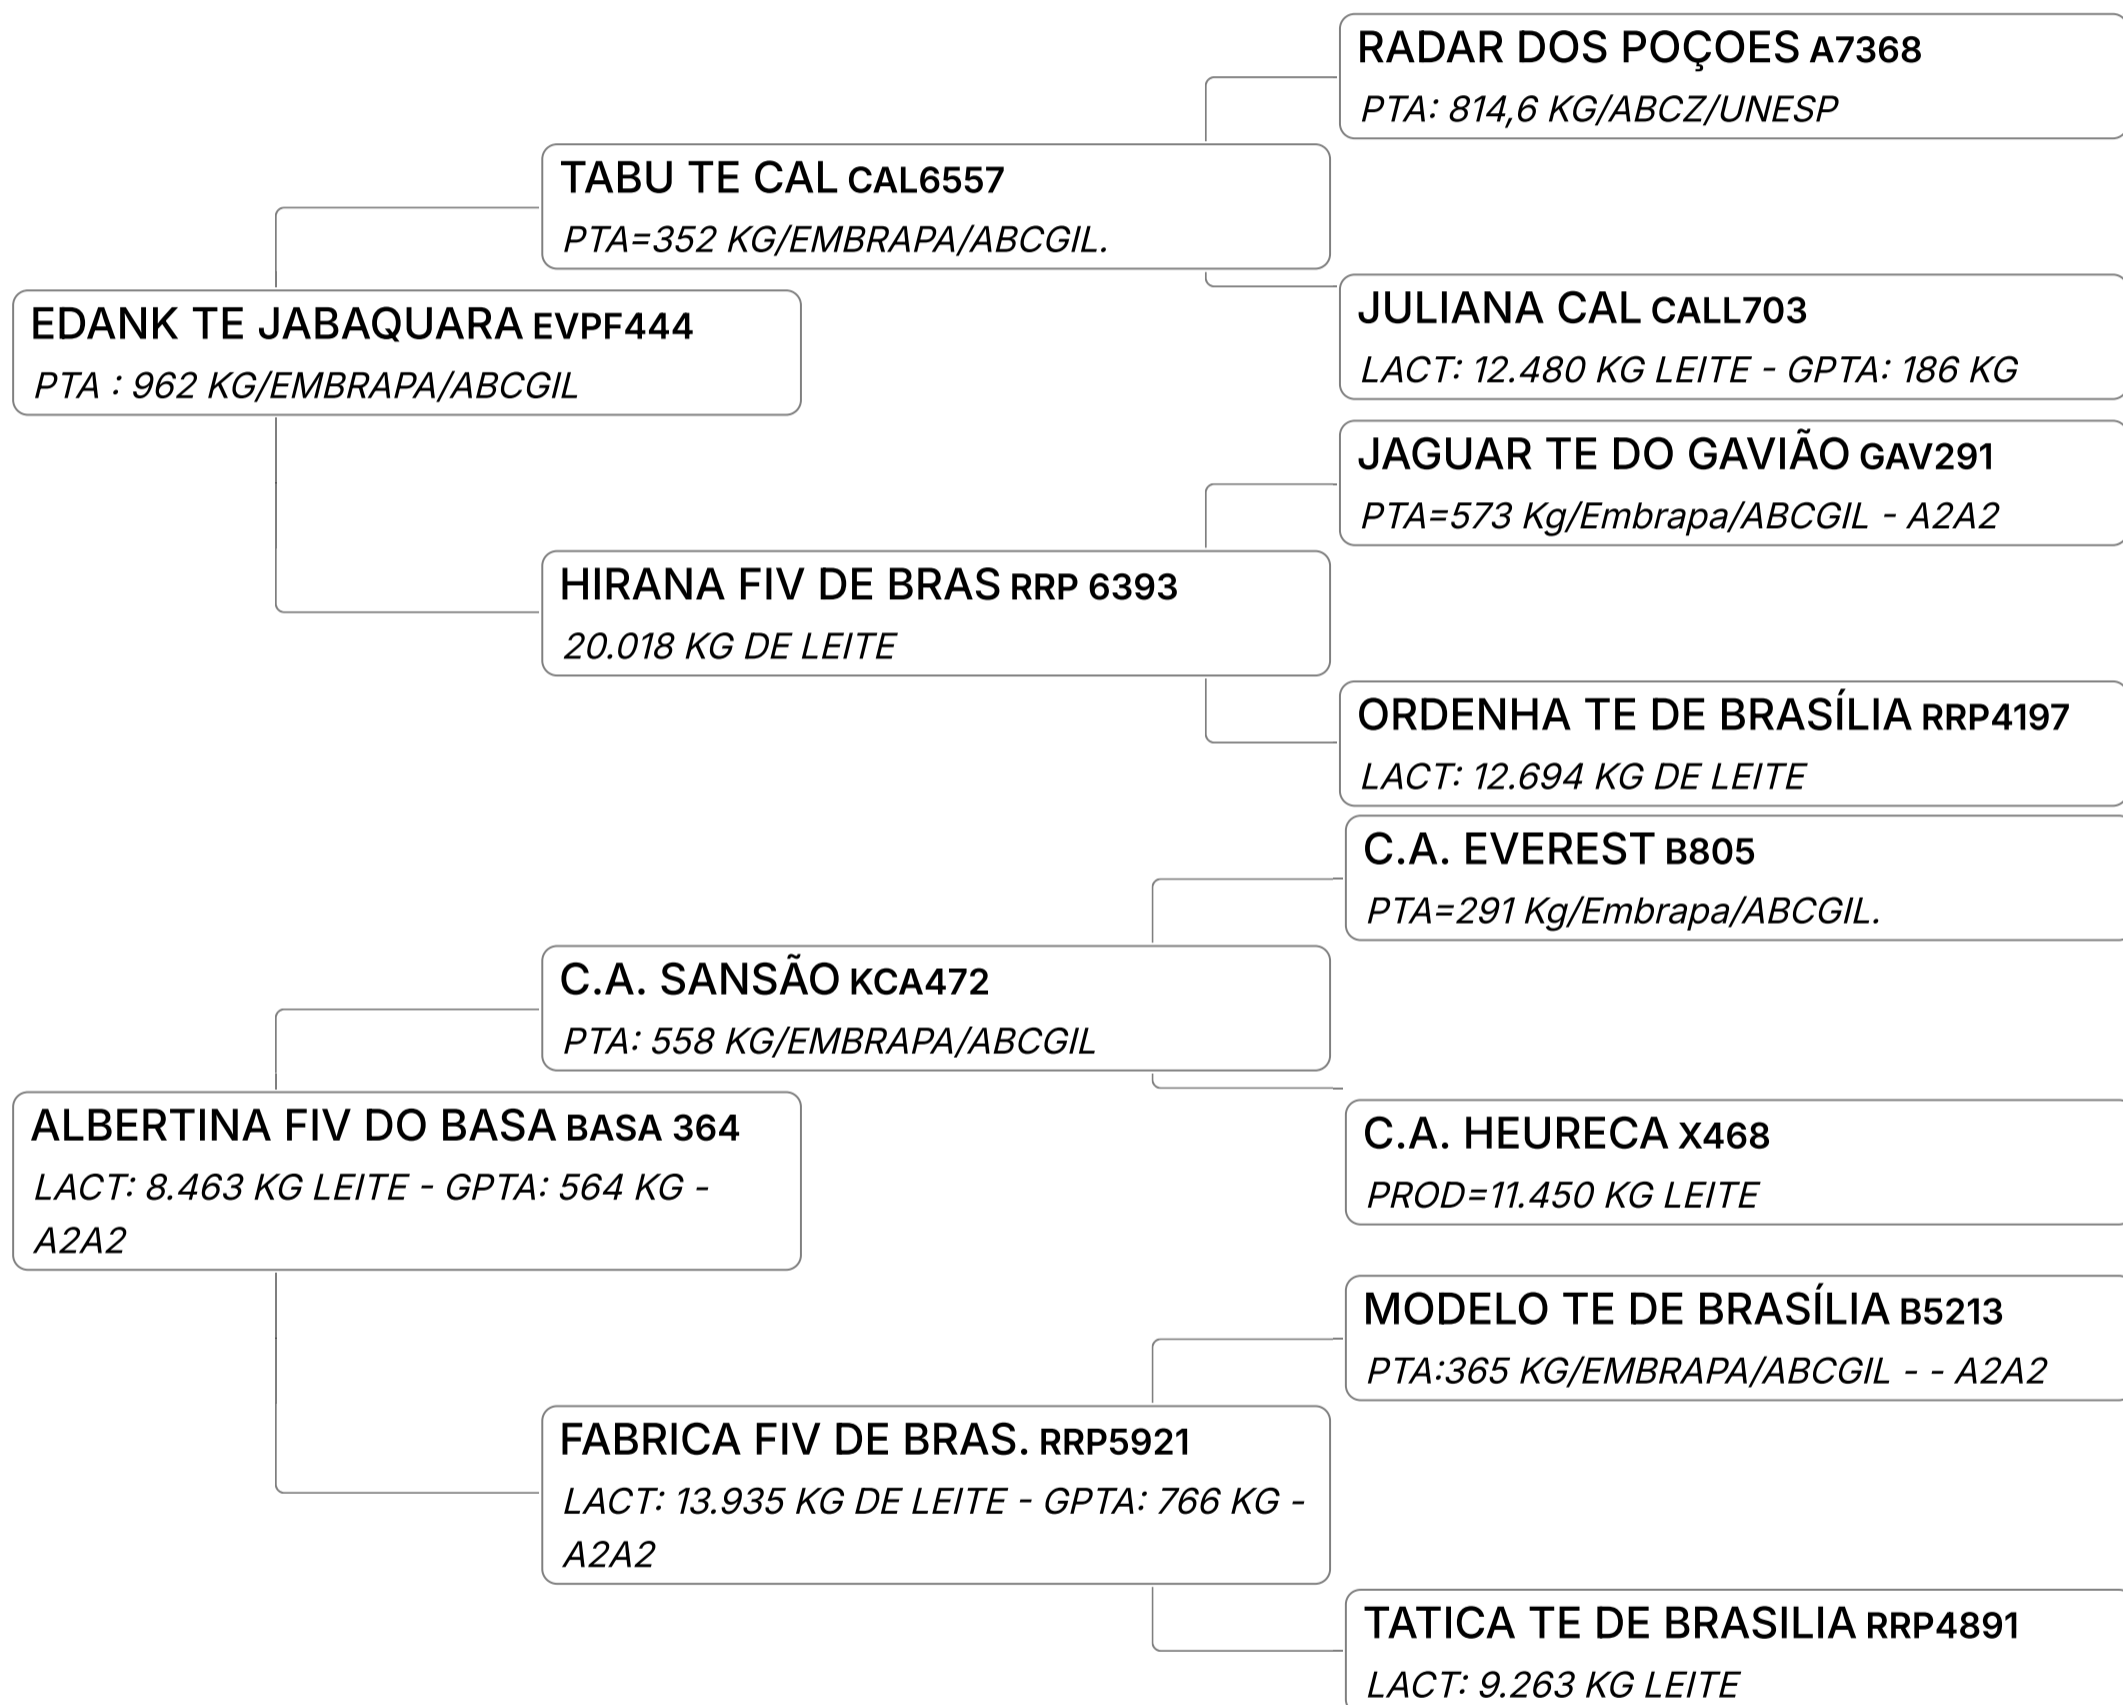 RADAR DOS POÇOES A7368
PTA: 814,6 KG/ABCZ/UNESP
TABU TE CAL CAL6557
PTA=352 KG/EMBRAPA/ABCGIL.
JULIANA CAL CALL703
LACT: 12.480 KG LEITE - GPTA: 186 KG
EDANK TE JABAQUARA EVPF444
PTA : 962 KG/EMBRAPA/ABCGIL
JAGUAR TE DO GAVIÃO GAV291
PTA=573 Kg/Embrapa/ABCGIL - A2A2
HIRANA FIV DE BRAS RRP 6393
20.018 KG DE LEITE
ORDENHA TE DE BRASÍLIA RRP4197
LACT: 12.694 KG DE LEITE
C.A. EVEREST B805
PTA=291 Kg/Embrapa/ABCGIL.
C.A. SANSÃO KCA472
PTA: 558 KG/EMBRAPA/ABCGIL
C.A. HEURECA X468
PROD=11.450 KG LEITE
ALBERTINA FIV DO BASA BASA 364
LACT: 8.463 KG LEITE - GPTA: 564 KG -
A2A2
MODELO TE DE BRASÍLIA B5213
PTA:365 KG/EMBRAPA/ABCGIL - - A2A2
FABRICA FIV DE BRAS. RRP5921
LACT: 13.935 KG DE LEITE - GPTA: 766 KG -
A2A2
TATICA TE DE BRASILIA RRP4891
LACT: 9.263 KG LEITE